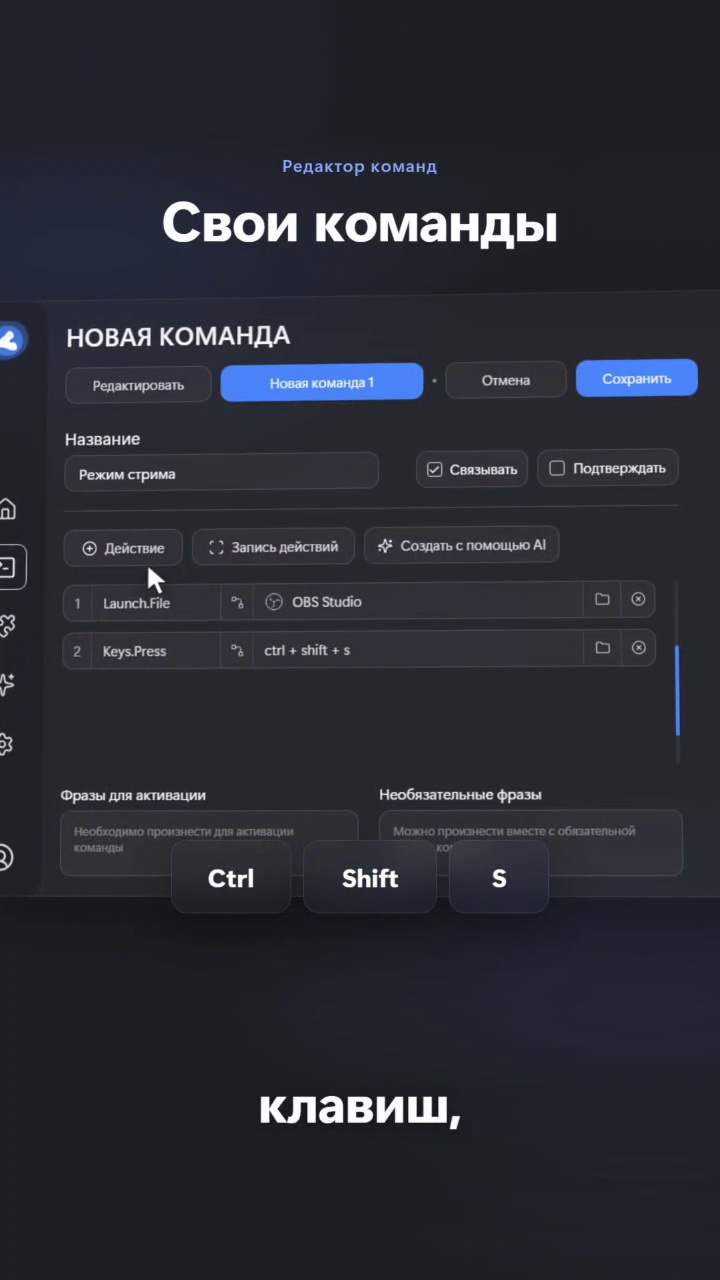 Редактор команд
Свои команды
НОВАЯ КОМАНДА
Редактировать
Новая команда 1
Отмена
Сохранить
Название
Режим стрима
Связывать
Подтверждать
Действие
Запись действий
Создать с помощью AI
1 Launch.File OBS Studio
2 Keys.Press ctrl + shift + s
Фразы для активации
Необязательные фразы
Необходимо произнести для активации
команды
Можно произнести вместе с обязательной
Ctrl
Shift
S
клавиш,